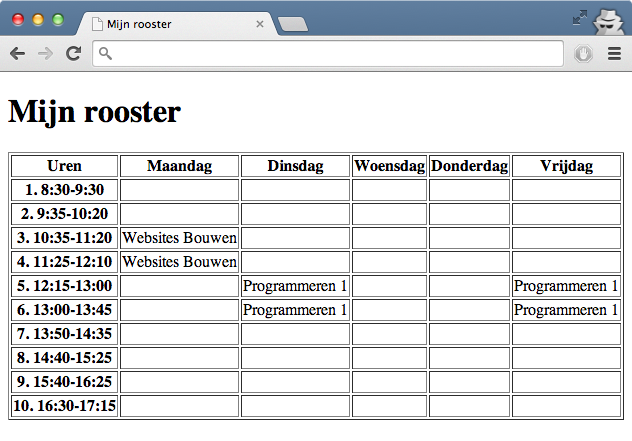 Mijn rooster
Mijn rooster
Uren Maandag Dinsdag Woensdag Donderdag Vrijdag
1. 8:30-9:30
2. 9:35-10:20
3. 10:35-11:20 Websites Bouwen
4. 11:25-12:10 Websites Bouwen
5. 12:15-13:00 Programmeren 1 Programmeren 1
6. 13:00-13:45 Programmeren 1 Programmeren 1
7. 13:50-14:35
8. 14:40-15:25
9. 15:40-16:25
10. 16:30-17:15